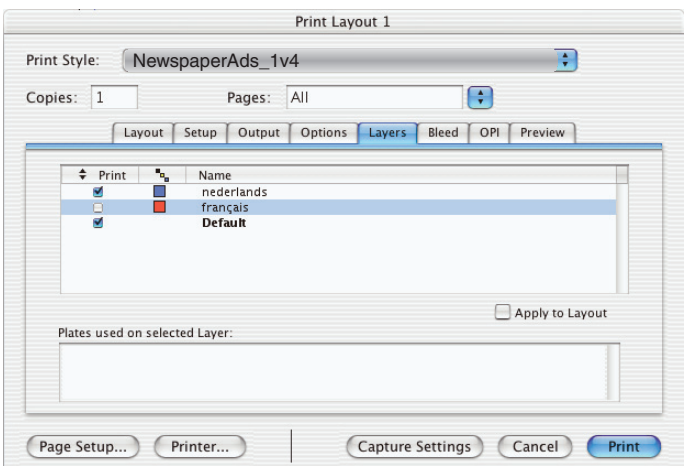 Print Layout 1
Print Style: NewspaperAds_1v4
Copies: 1 Pages: All
Layout Setup Output Options Layers Bleed OPI Preview
Print Name
nederlands
français
Default
Apply to Layout
Plates used on selected Layer:
Page Setup... Printer... Capture Settings Cancel Print